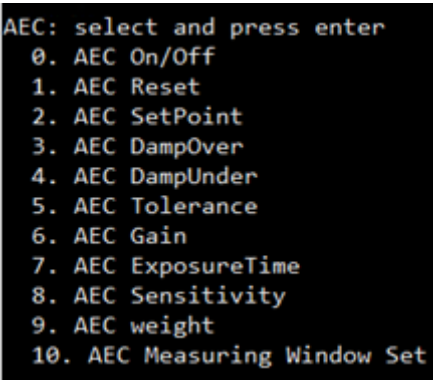 AEC: select and press enter
0. AEC On/Off
1. AEC Reset
2. AEC SetPoint
3. AEC DampOver
4. AEC DampUnder
5. AEC Tolerance
6. AEC Gain
7. AEC ExposureTime
8. AEC Sensitivity
9. AEC weight
10. AEC Measuring Window Set